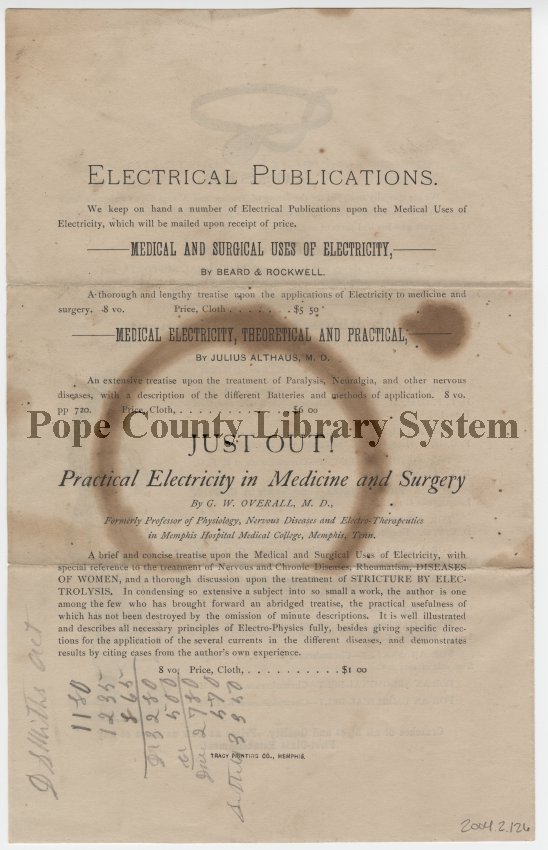 ELECTRICAL PUBLICATIONS.
We keep on hand a number of Electrical Publications upon the Medical Uses of
Electricity, which will be mailed upon receipt of price.
MEDICAL AND SURGICAL USES OF ELECTRICITY,
BY BEARD & ROCKWELL.
A thorough and lengthy treatise upon the applications of Electricity to medicine and
surgery, 8 vo. Price, Cloth . . . . . . . $5 50
MEDICAL ELECTRICITY, THEORETICAL AND PRACTICAL,
By JULIUS ALTHAUS, M. D.
An extensive treatise upon the treatment of Paralysis, Neuralgia, and other nervous
diseases, with a description of the different Batteries and methods of application. 8 vo.
pp 720. Price, Cloth, . . . . . . . . . . . . $6 00
Pope County Library System
JUST OUT!
Practical Electricity in Medicine and Surgery
By G. W. OVERALL, M. D.,
Formerly Professor of Physiology, Nervous Diseases and Electro-Therapeutics
in Memphis Hospital Medical College, Memphis, Tenn.
A brief and concise treatise upon the Medical and Surgical Uses of Electricity, with
special reference to the treatment of Nervous and Chronic Diseases, Rheumatism, DISEASES
OF WOMEN, and a thorough discussion upon the treatment of STRICTURE BY ELEC-
TROLYSIS. In condensing so extensive a subject into so small a work, the author is one
among the few who has brought forward an abridged treatise, the practical usefulness of
which has not been destroyed by the omission of minute descriptions. It is well illustrated
and describes all necessary principles of Electro-Physics fully, besides giving specific direc-
tions for the application of the several currents in the different diseases, and demonstrates
results by citing cases from the author's own experience.
8 vo. Price, Cloth, . . . . . . . . . . . $1 00
D Smiths act
1180
1235
865
3280
500
2780
570
3350
TRACY PRINTING CO., MEMPHIS.
2004.2.126